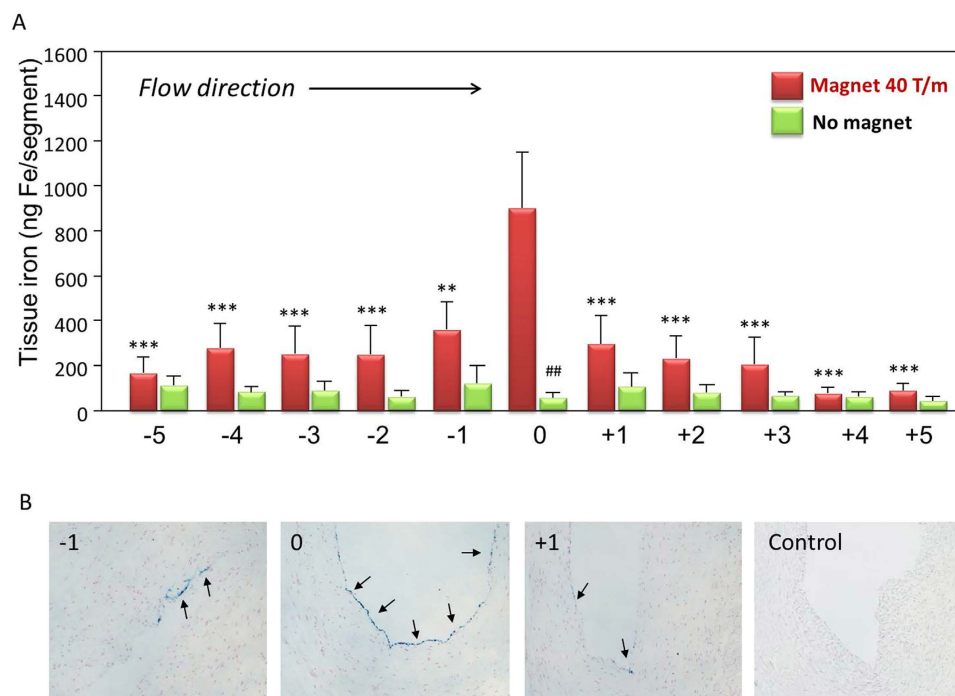 A
Tissue iron (ng Fe/segment)
1600
1400
1200
1000
800
600
400
200
0
Flow direction
Magnet 40 T/m
No magnet
*** *** *** *** ** ## *** *** *** *** ***
-5 -4 -3 -2 -1 0 +1 +2 +3 +4 +5
B
-1 0 +1 Control